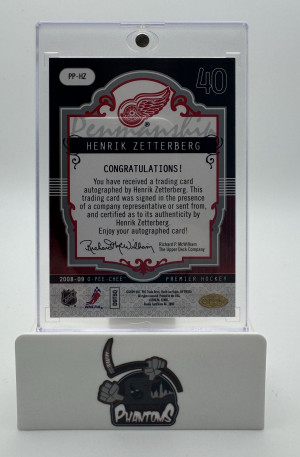 PP-HZ
40
Penmanship
HENRIK ZETTERBERG
CONGRATULATIONS!
You have received a trading card
autographed by Henrik Zetterberg. This
trading card was signed in the presence
of a company representative or sent from,
and certified as to its authenticity by
Henrik Zetterberg.
Enjoy your autographed card!
Richard P. McWilliam
The Upper Deck Company
2008-09 O-PEE-CHEE
PREMIER HOCKEY
NHL
PHANTOMS